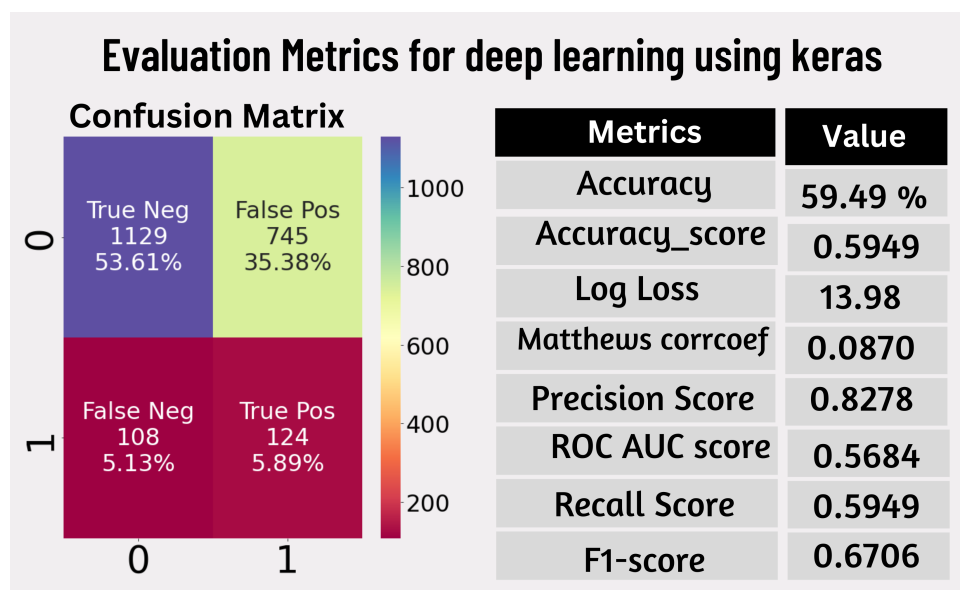 Evaluation Metrics for deep learning using keras
Confusion Matrix
0
True Neg
1129
53.61%
False Pos
745
35.38%
1
False Neg
108
5.13%
True Pos
124
5.89%
0 1
1000
800
600
400
200
Metrics Value
Accuracy 59.49 %
Accuracy_score 0.5949
Log Loss 13.98
Matthews corrcoef 0.0870
Precision Score 0.8278
ROC AUC score 0.5684
Recall Score 0.5949
F1-score 0.6706